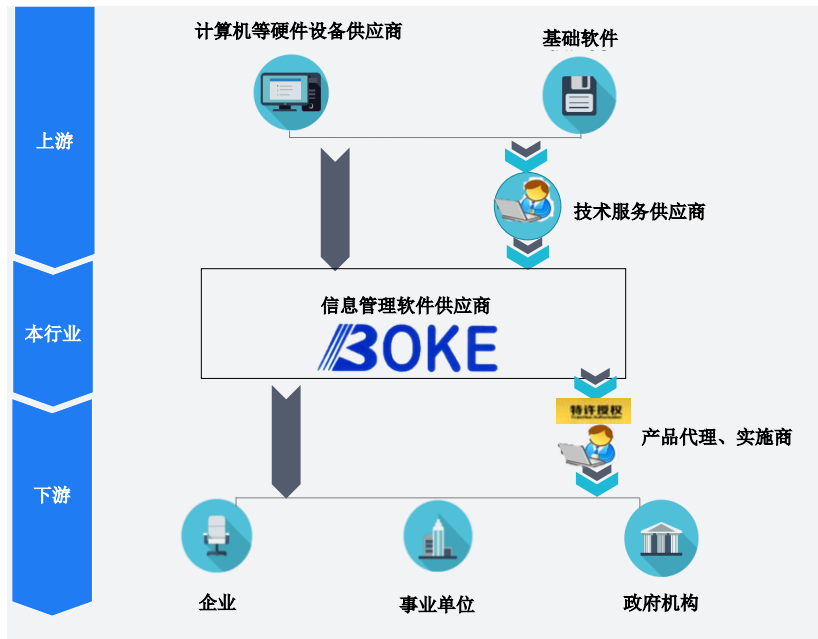 计算机等硬件设备供应商
基础软件
上游
技术服务供应商
信息管理软件供应商
本行业
BOKE
特许授权
产品代理、实施商
下游
企业
事业单位
政府机构